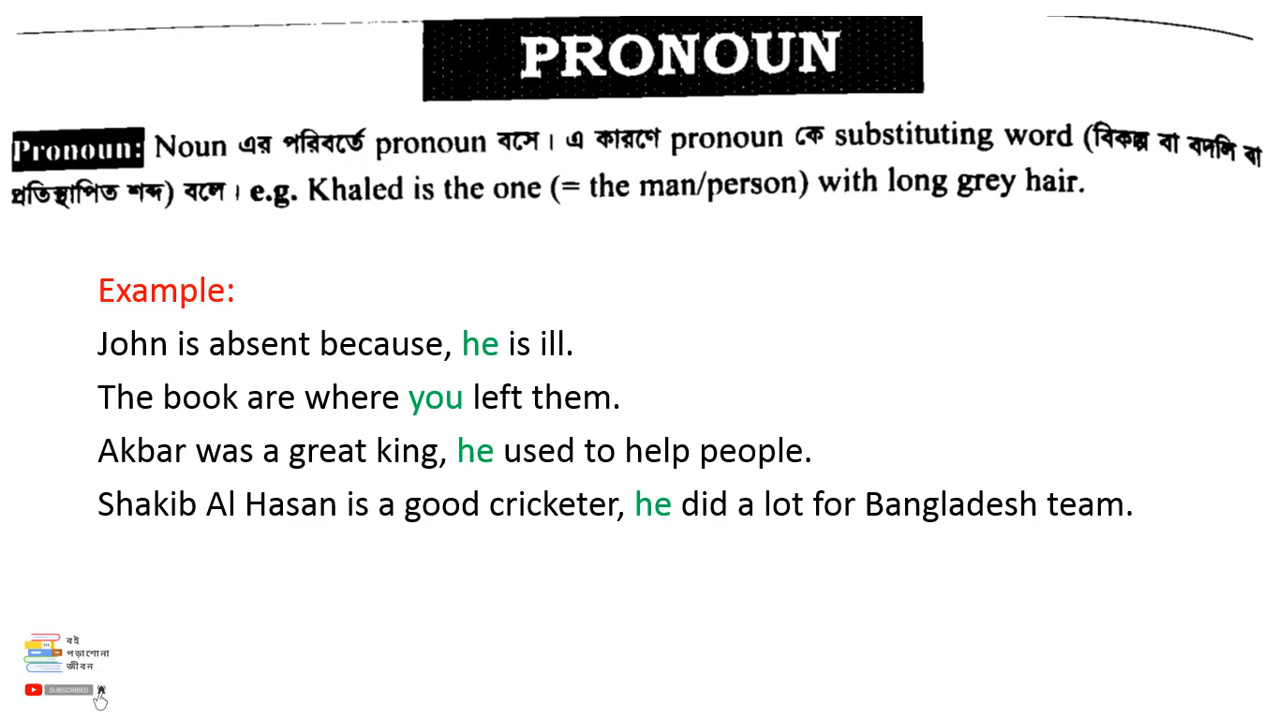 PRONOUN
Pronoun: Noun এর পরিবর্তে pronoun বসে। এ কারণে pronoun কে substituting word (বিকল্প বা বদলি বা
প্রতিস্থাপিত শব্দ) বলে। e.g. Khaled is the one (= the man/person) with long grey hair.
Example:
John is absent because, he is ill.
The book are where you left them.
Akbar was a great king, he used to help people.
Shakib Al Hasan is a good cricketer, he did a lot for Bangladesh team.
বই
পড়াশোনা
জীবন
SUBSCRIBED